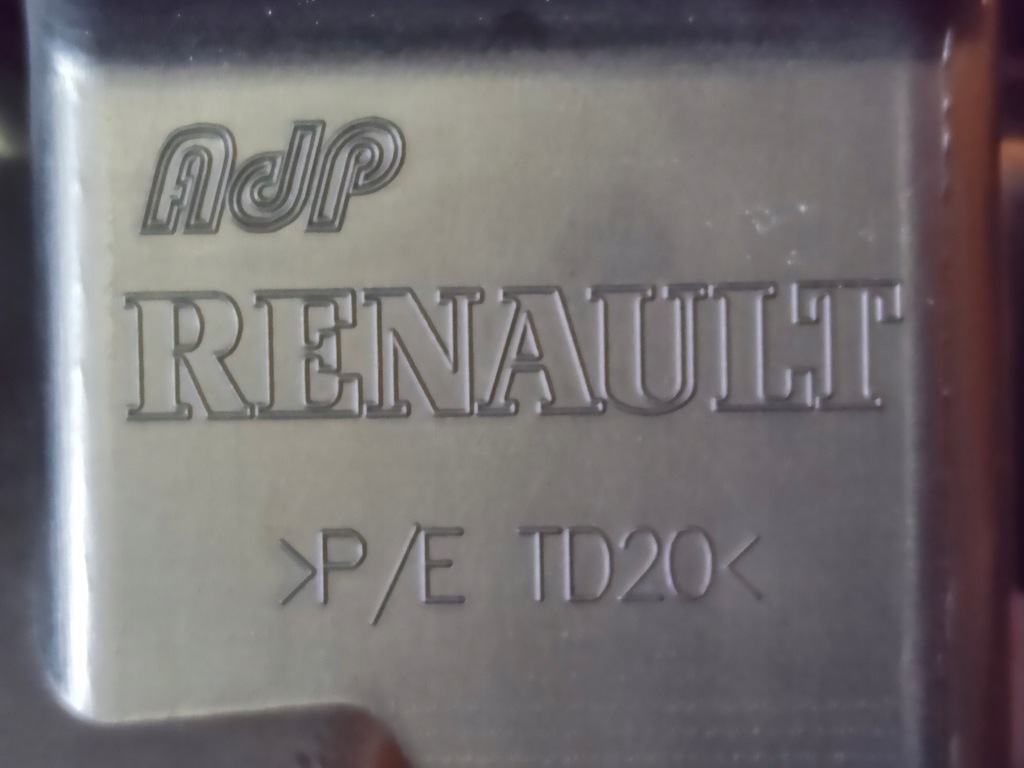 AdP
RENAULT
>P/E TD20<